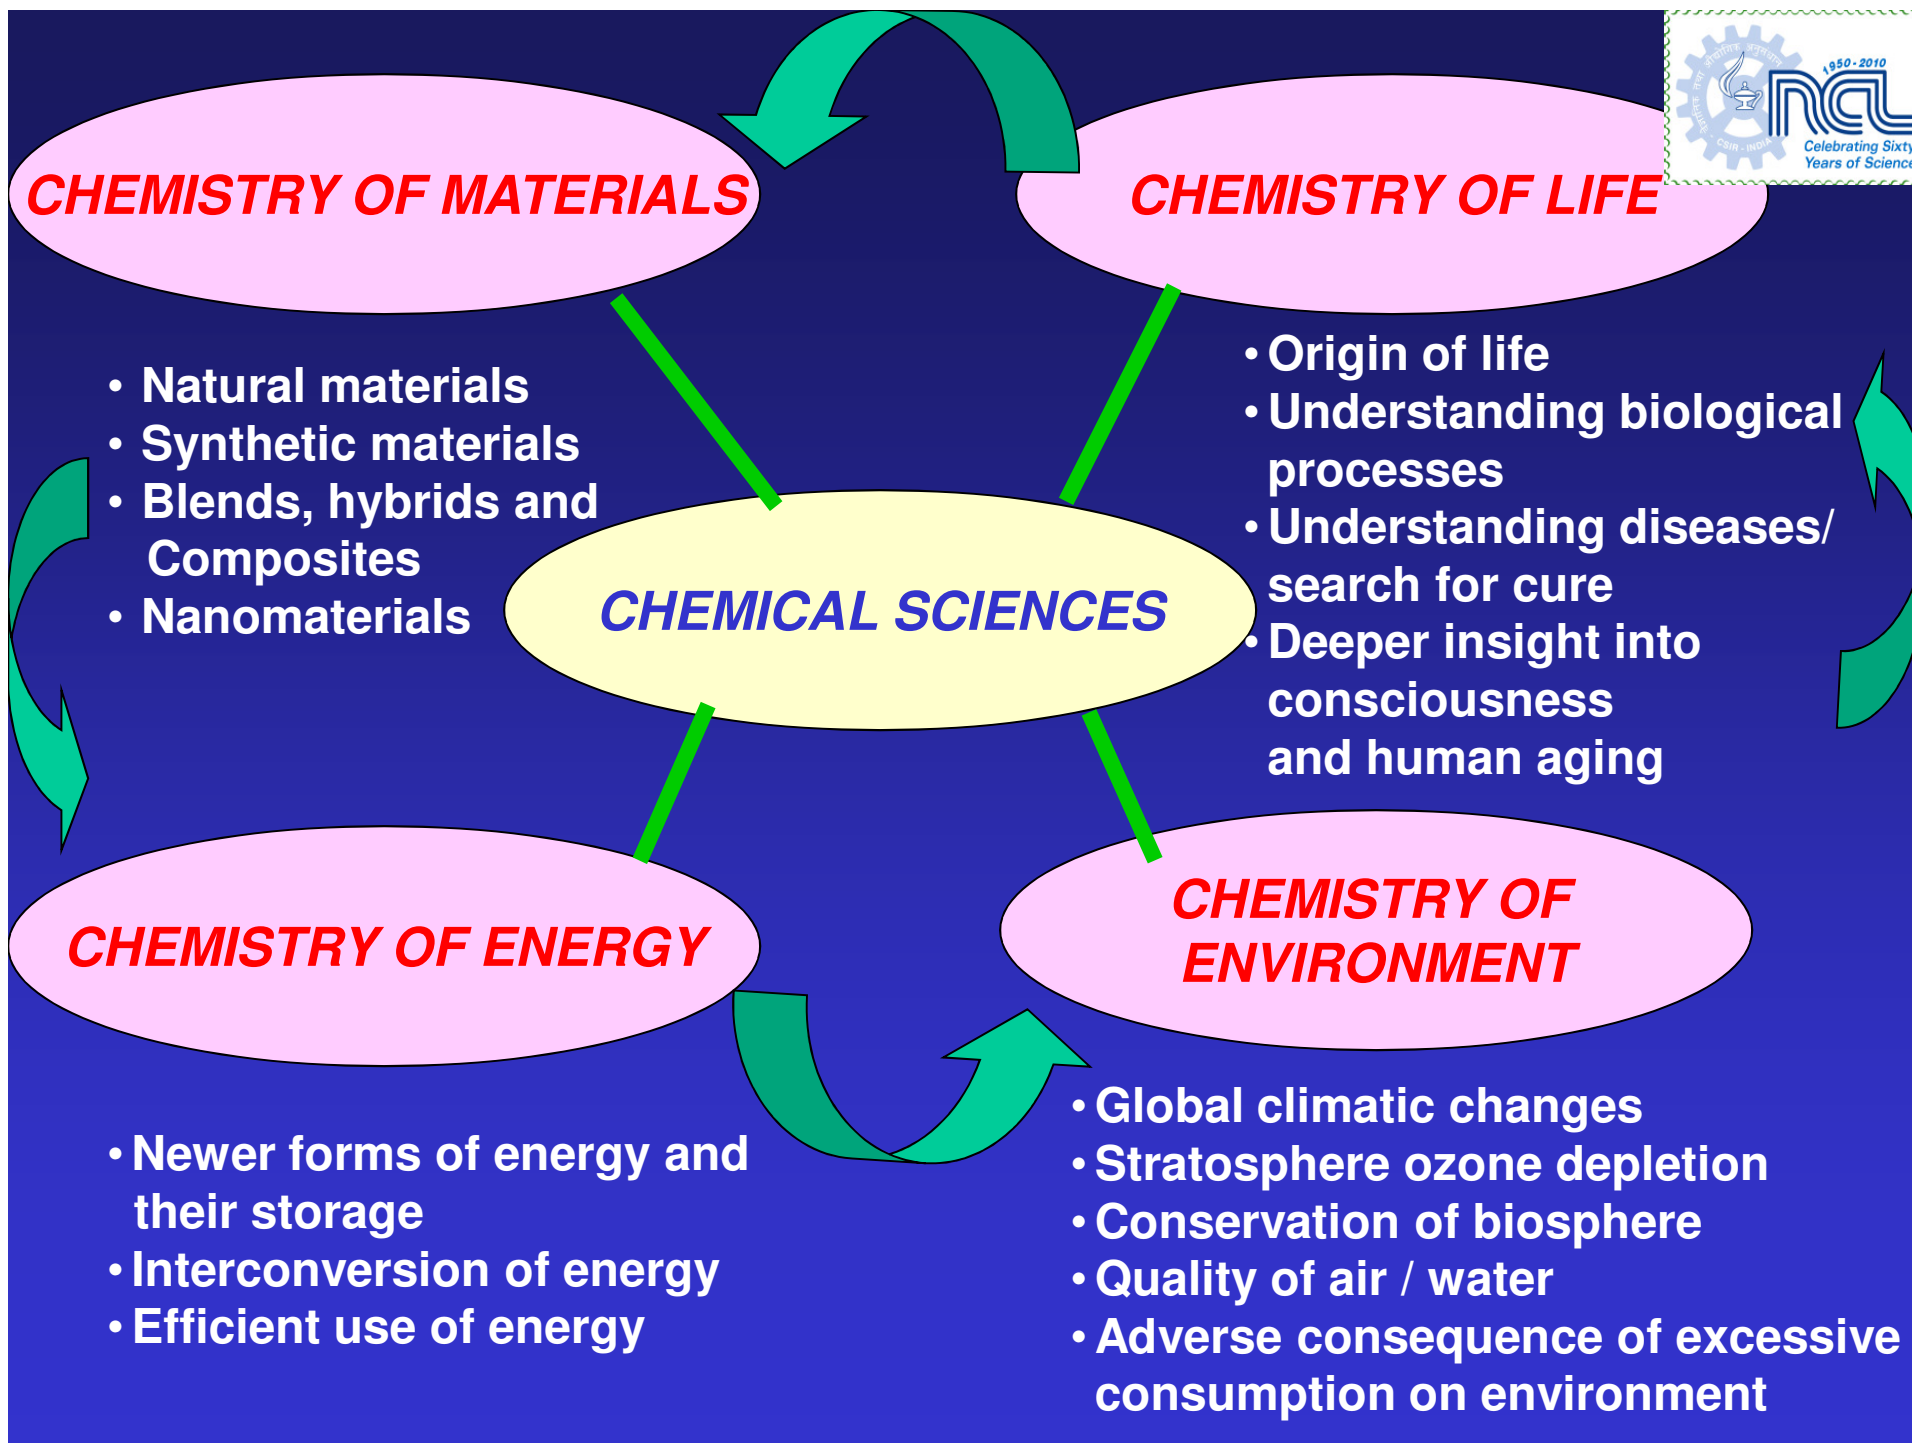 CHEMISTRY OF MATERIALS
• Natural materials
• Synthetic materials
• Blends, hybrids and
Composites
• Nanomaterials
CHEMISTRY OF LIFE
1950 - 2010
NCL
Celebrating Sixty
Years of Science
CSIR - INDIA
• Origin of life
• Understanding biological
processes
• Understanding diseases/
search for cure
• Deeper insight into
consciousness
and human aging
CHEMICAL SCIENCES
CHEMISTRY OF ENERGY
• Newer forms of energy and
their storage
• Interconversion of energy
• Efficient use of energy
CHEMISTRY OF
ENVIRONMENT
• Global climatic changes
• Stratosphere ozone depletion
• Conservation of biosphere
• Quality of air / water
• Adverse consequence of excessive
consumption on environment